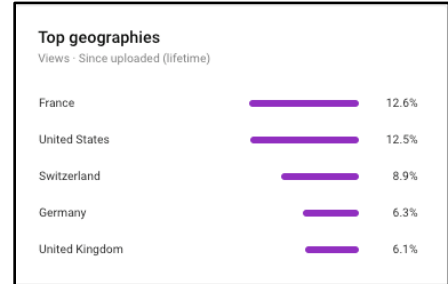 Top geographies
Views · Since uploaded (lifetime)
France 12.6%
United States 12.5%
Switzerland 8.9%
Germany 6.3%
United Kingdom 6.1%